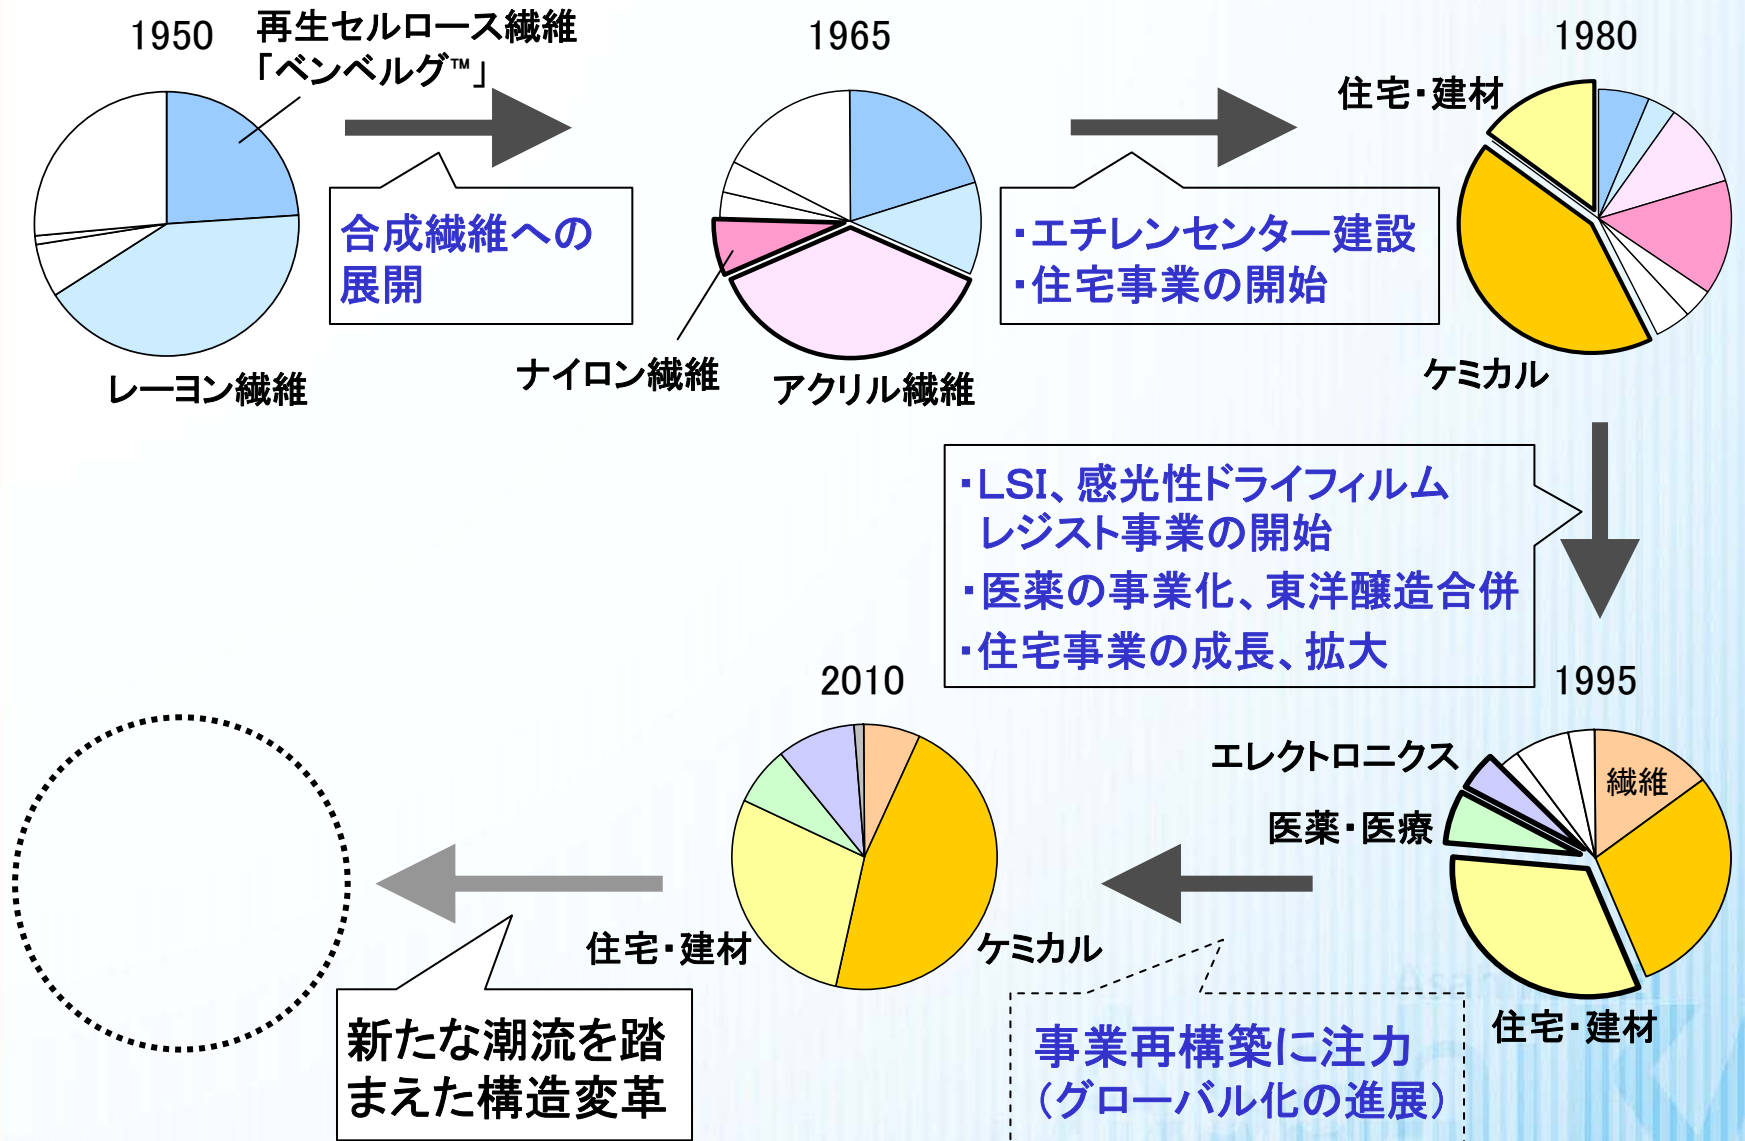 1950
再生セルロース繊維
「ベンベルグ™」
レーヨン繊維
合成繊維への
展開
1965
ナイロン繊維
アクリル繊維
・エチレンセンター建設
・住宅事業の開始
1980
住宅・建材
ケミカル
・LSI、感光性ドライフィルム
レジスト事業の開始
・医薬の事業化、東洋醸造合併
・住宅事業の成長、拡大
1995
エレクトロニクス
医薬・医療
繊維
住宅・建材
事業再構築に注力
（グローバル化の進展）
2010
住宅・建材
ケミカル
新たな潮流を踏
まえた構造変革